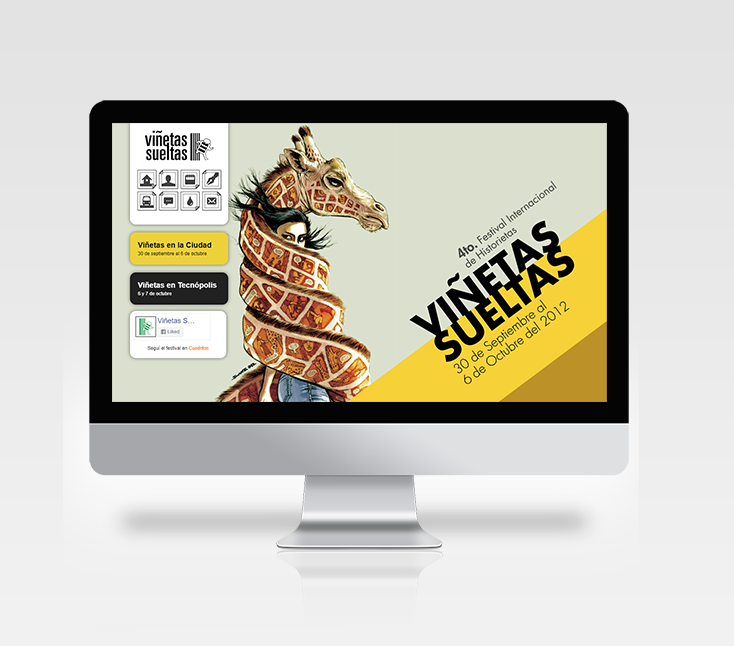 viñetas
sueltas
Viñetas en la Ciudad
30 de septiembre al 6 de octubre
Viñetas en Tecnópolis
6 y 7 de octubre
Viñetas S...
Liked
Seguí el festival en Cuadritos
4to. Festival Internacional
de Historietas
VIÑETAS
SUELTAS
30 de Septiembre al
6 de Octubre del 2012